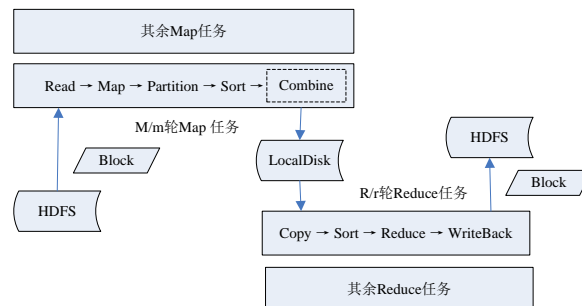 其余Map任务
Read → Map → Partition → Sort → Combine
M/m轮Map 任务
HDFS
Block
LocalDisk
Block
R/r轮Reduce任务
HDFS
Copy → Sort → Reduce → WriteBack
其余Reduce任务